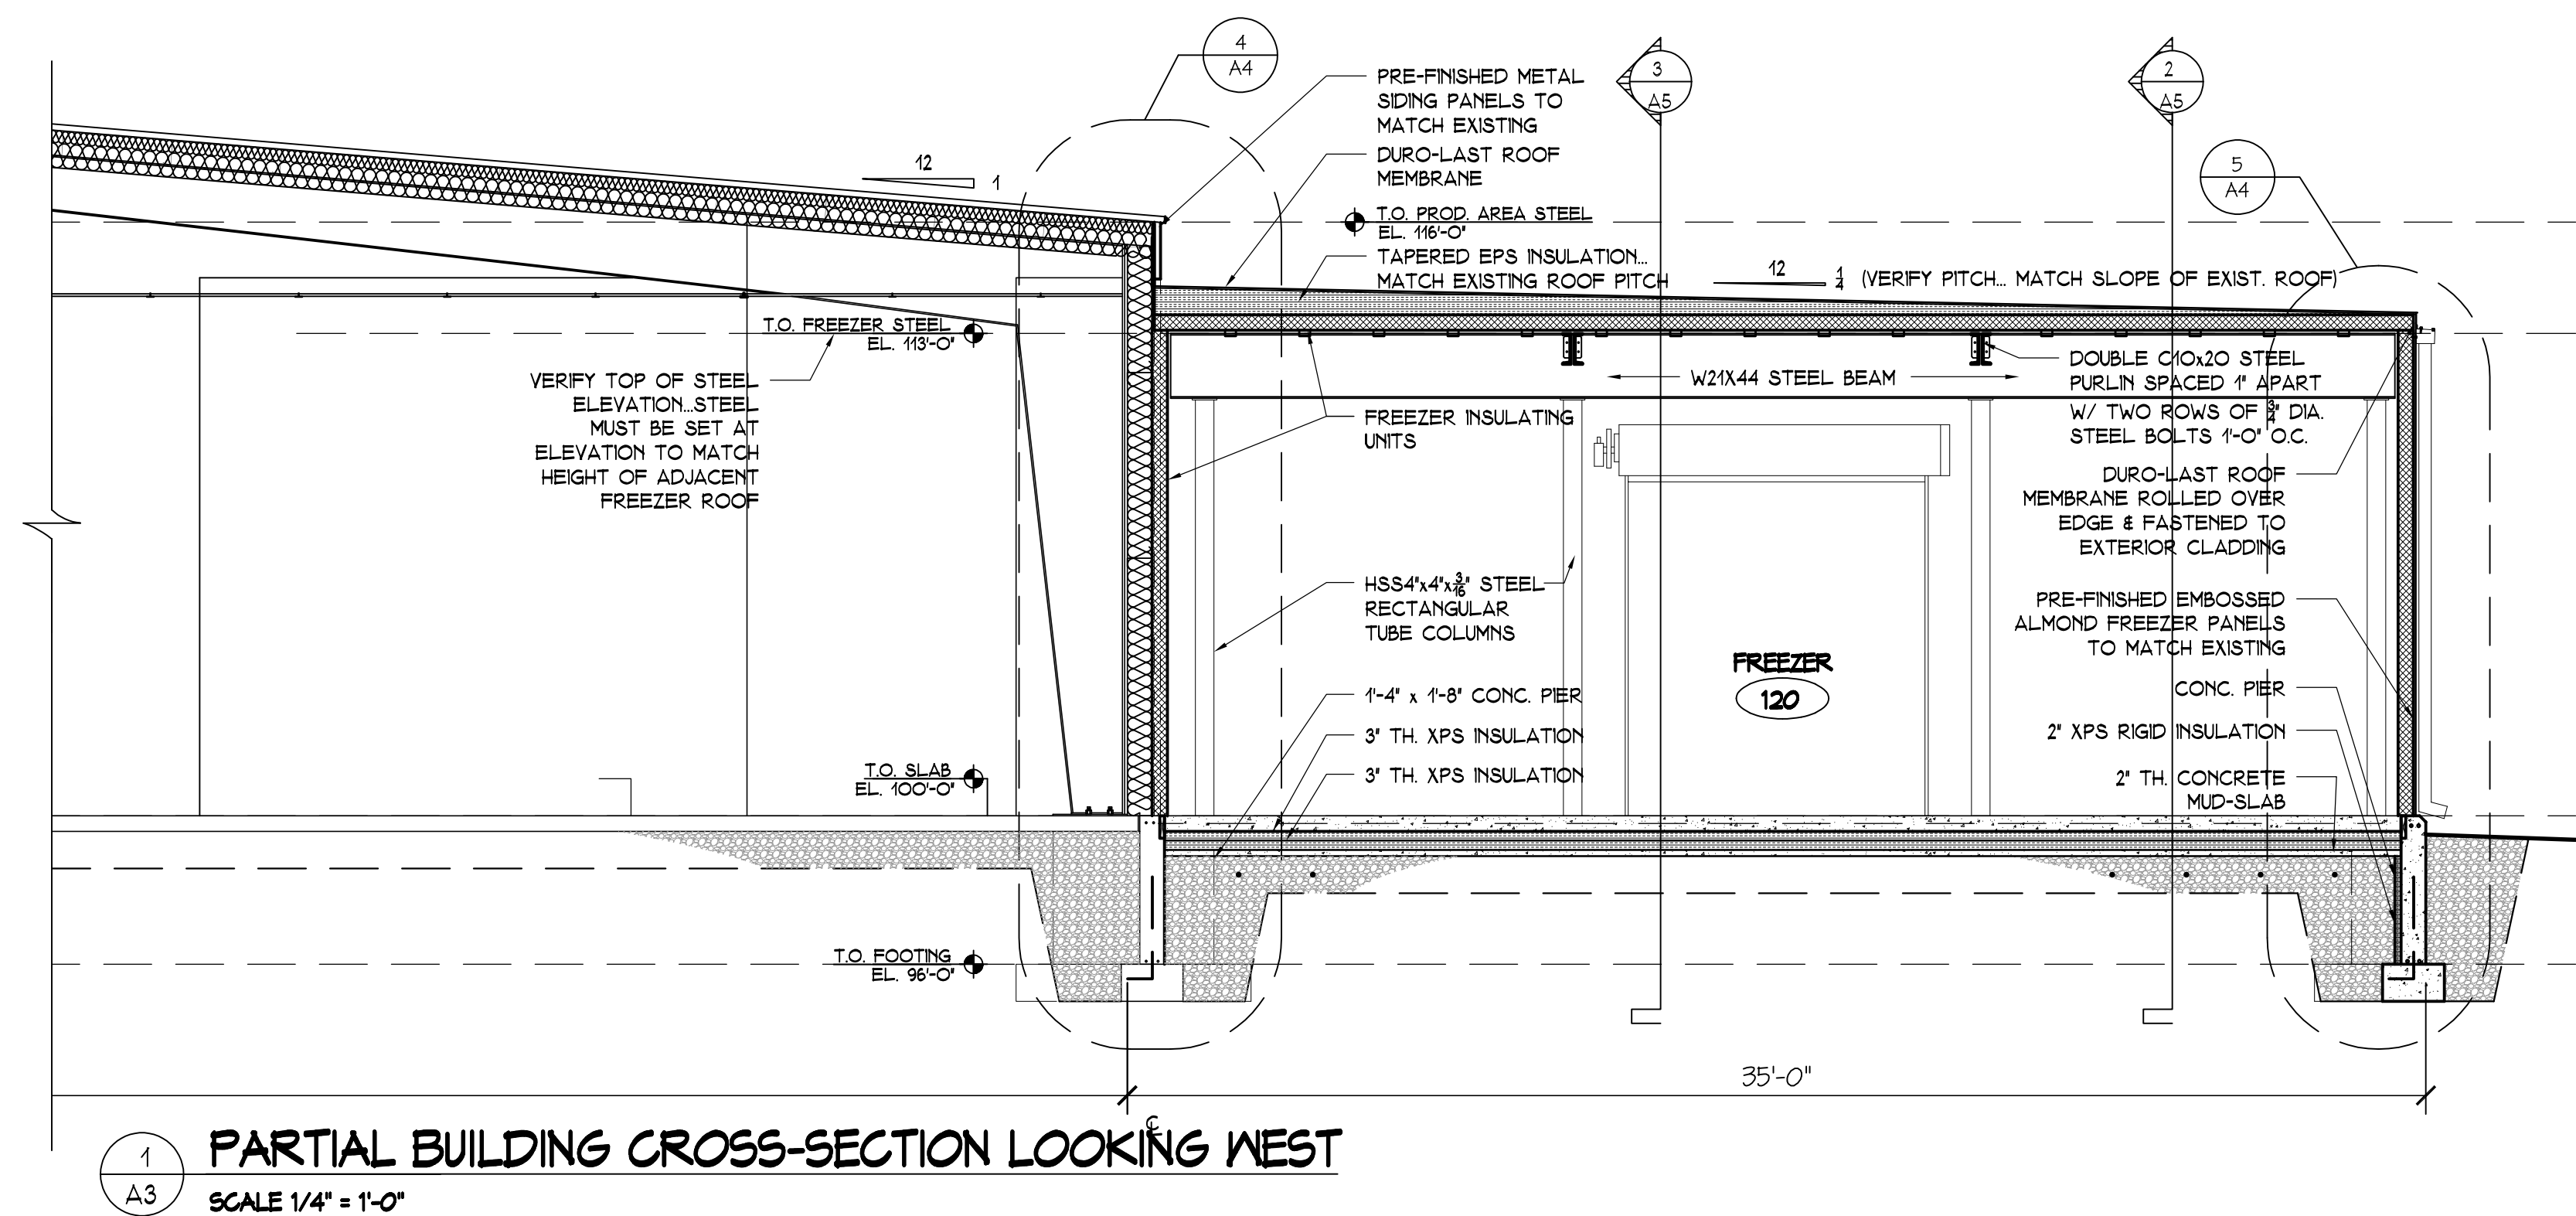 4
A4
PRE-FINISHED METAL
SIDING PANELS TO
MATCH EXISTING
DURO-LAST ROOF
MEMBRANE
3
A5
2
A5
5
A4
12
1
T.O. PROD. AREA STEEL
EL. 116'-0"
TAPERED EPS INSULATION...
MATCH EXISTING ROOF PITCH
12
1/4 (VERIFY PITCH... MATCH SLOPE OF EXIST. ROOF)
T.O. FREEZER STEEL
EL. 113'-0"
VERIFY TOP OF STEEL
ELEVATION...STEEL
MUST BE SET AT
ELEVATION TO MATCH
HEIGHT OF ADJACENT
FREEZER ROOF
W21X44 STEEL BEAM
DOUBLE C10x20 STEEL
PURLIN SPACED 1" APART
W/ TWO ROWS OF 3/4" DIA.
STEEL BOLTS 1'-0" O.C.
FREEZER INSULATING
UNITS
DURO-LAST ROOF
MEMBRANE ROLLED OVER
EDGE & FASTENED TO
EXTERIOR CLADDING
HSS4"x4"x3/16" STEEL
RECTANGULAR
TUBE COLUMNS
PRE-FINISHED EMBOSSED
ALMOND FREEZER PANELS
TO MATCH EXISTING
FREEZER
120
1'-4" x 1'-8" CONC. PIER
3" TH. XPS INSULATION
3" TH. XPS INSULATION
CONC. PIER
2" XPS RIGID INSULATION
2" TH. CONCRETE
MUD-SLAB
T.O. SLAB
EL. 100'-0"
T.O. FOOTING
EL. 96'-0"
35'-0"
℄
1
A3
PARTIAL BUILDING CROSS-SECTION LOOKING WEST
SCALE 1/4" = 1'-0"